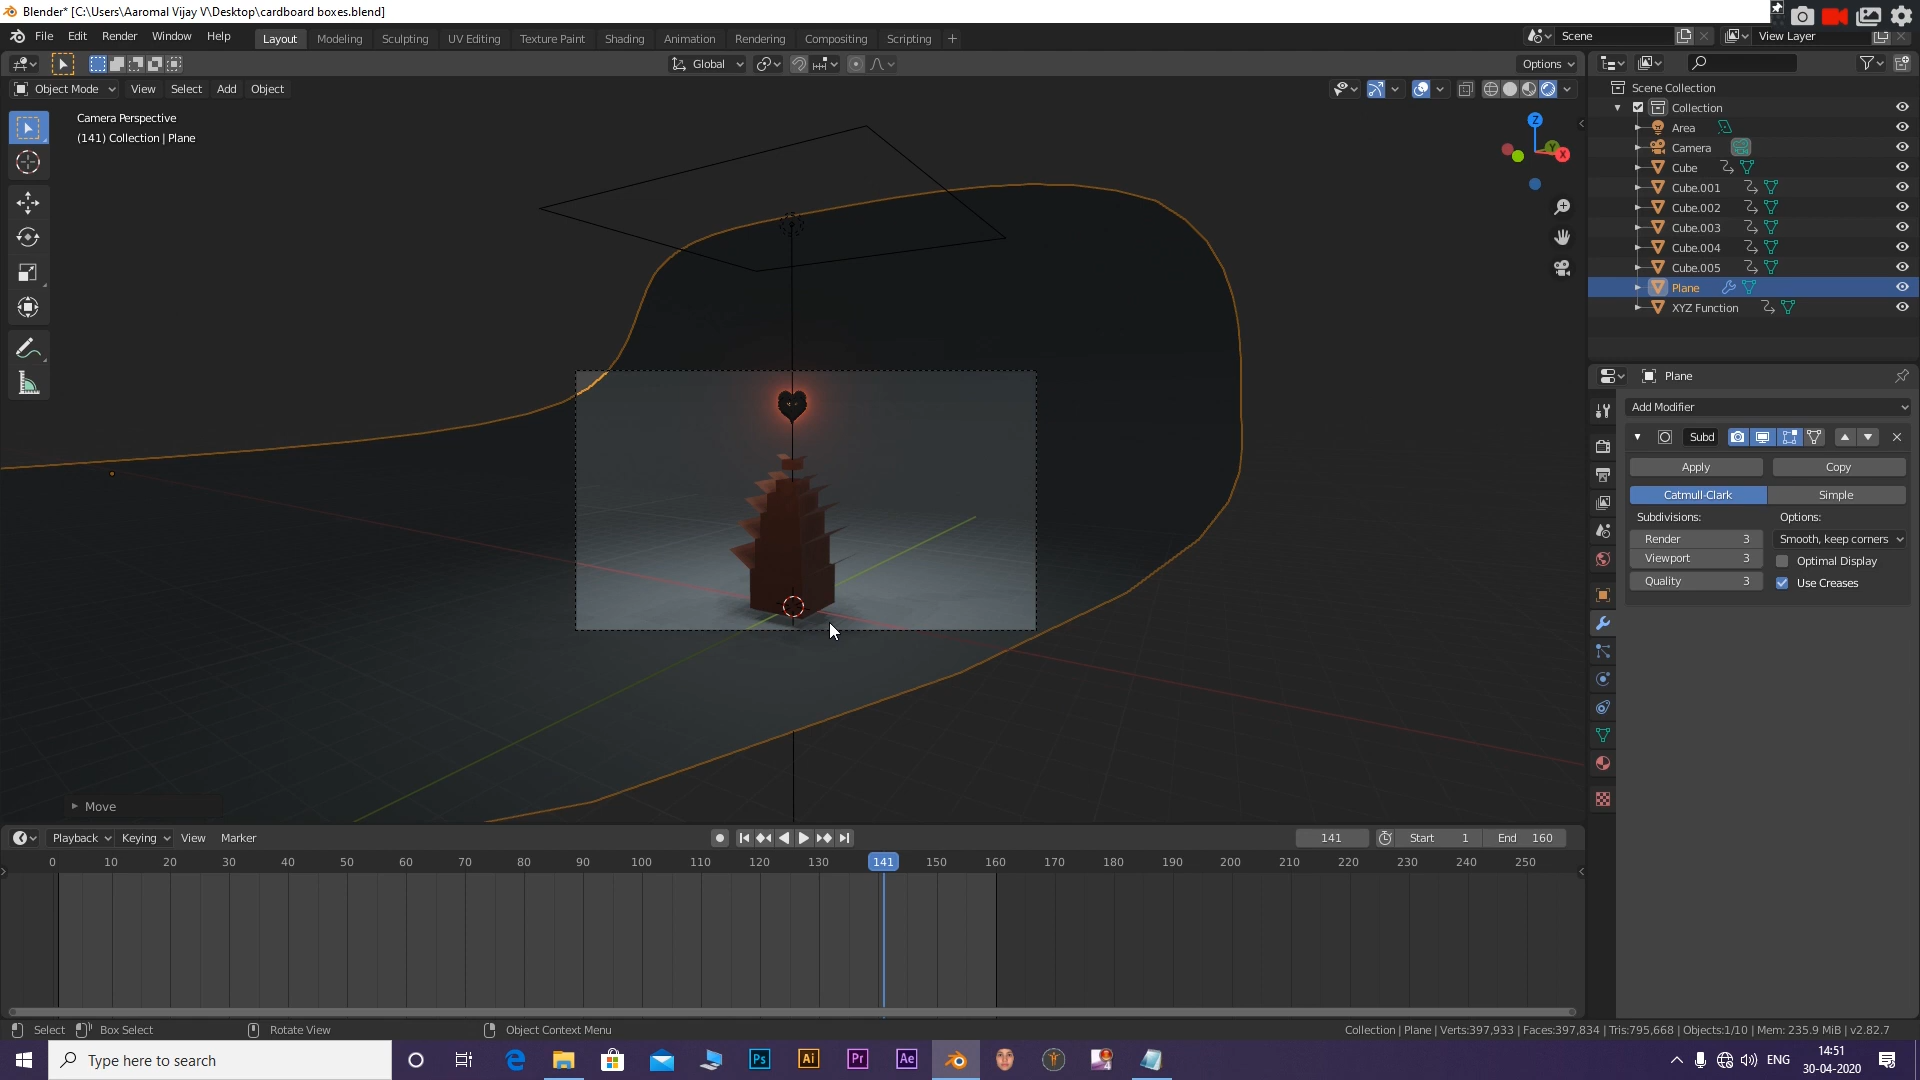 Blender* [C:\Users\Aaromal Vijay V\Desktop\cardboard boxes.blend]
File Edit Render Window Help Layout Modeling Sculpting UV Editing Texture Paint Shading Animation Rendering Compositing Scripting + Scene View Layer
Global Options
Object Mode View Select Add Object
Camera Perspective
(141) Collection | Plane
Z
Y
X
Scene Collection
Collection
Area
Camera
Cube
Cube.001
Cube.002
Cube.003
Cube.004
Cube.005
Plane
XYZ Function
Plane
Add Modifier
Subd
Apply Copy
Catmull-Clark Simple
Subdivisions: Options:
Render 3 Smooth, keep corners
Viewport 3 Optimal Display
Quality 3 Use Creases
Move
Playback Keying View Marker 141 Start 1 End 160
0 10 20 30 40 50 60 70 80 90 100 110 120 130 141 150 160 170 180 190 200 210 220 230 240 250
Select Box Select Rotate View Object Context Menu Collection | Plane | Verts:397,933 | Faces:397,834 | Tris:795,668 | Objects:1/10 | Mem: 235.9 MiB | v2.82.7
Type here to search Ps Ai Pr Ae 4 ENG 14:51
30-04-2020